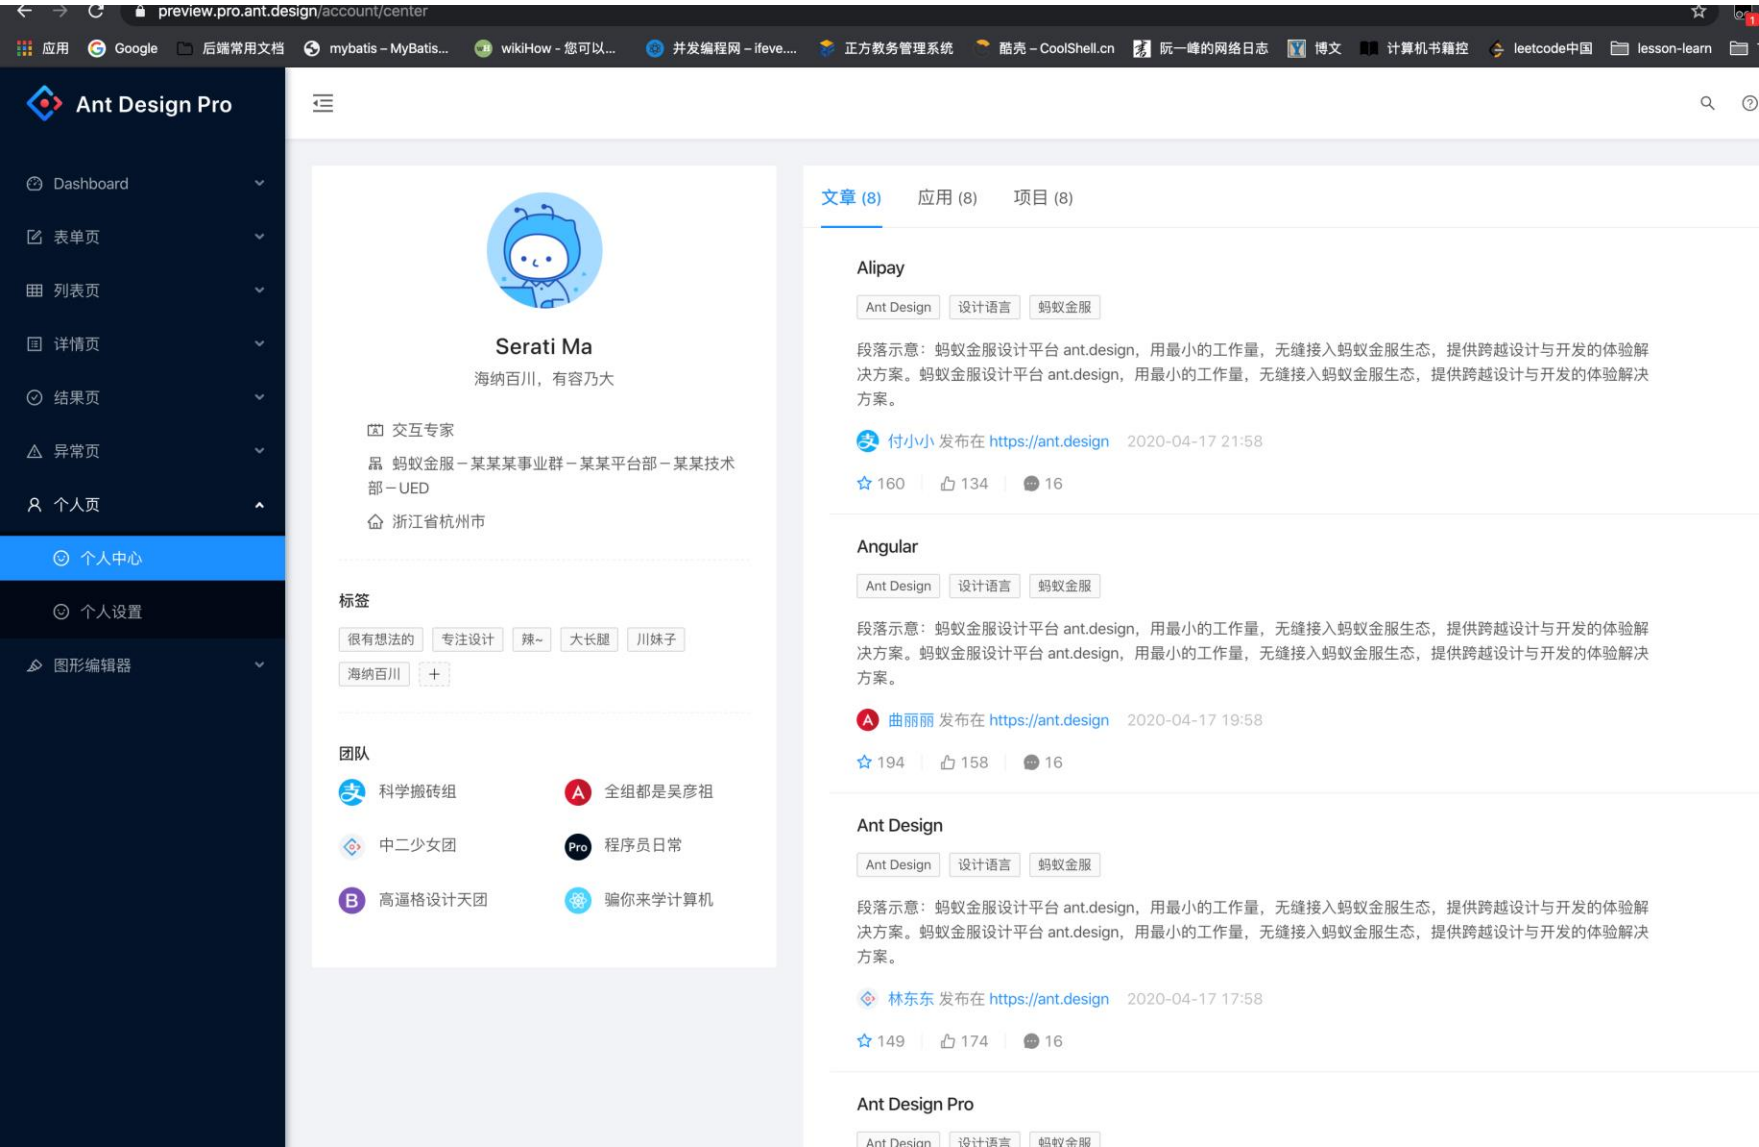 preview.pro.ant.design/account/center
应用 Google 后端常用文档 mybatis – MyBatis... wikiHow - 您可以... 并发编程网 – ifeve.... 正方教务管理系统 酷壳 – CoolShell.cn 阮一峰的网络日志 博文 计算机书籍控 leetcode中国 lesson-learn
Ant Design Pro
Dashboard
表单页
列表页
详情页
结果页
异常页
个人页
个人中心
个人设置
图形编辑器
Serati Ma
海纳百川，有容乃大
交互专家
蚂蚁金服－某某某事业群－某某平台部－某某技术
部－UED
浙江省杭州市
标签
很有想法的 专注设计 辣~ 大长腿 川妹子
海纳百川 +
团队
科学搬砖组 全组都是吴彦祖
中二少女团 Pro 程序员日常
高逼格设计天团 骗你来学计算机
文章 (8) 应用 (8) 项目 (8)
Alipay
Ant Design 设计语言 蚂蚁金服
段落示意：蚂蚁金服设计平台 ant.design，用最小的工作量，无缝接入蚂蚁金服生态，提供跨越设计与开发的体验解
决方案。蚂蚁金服设计平台 ant.design，用最小的工作量，无缝接入蚂蚁金服生态，提供跨越设计与开发的体验解决
方案。
付小小 发布在 https://ant.design 2020-04-17 21:58
160 134 16
Angular
Ant Design 设计语言 蚂蚁金服
段落示意：蚂蚁金服设计平台 ant.design，用最小的工作量，无缝接入蚂蚁金服生态，提供跨越设计与开发的体验解
决方案。蚂蚁金服设计平台 ant.design，用最小的工作量，无缝接入蚂蚁金服生态，提供跨越设计与开发的体验解决
方案。
曲丽丽 发布在 https://ant.design 2020-04-17 19:58
194 158 16
Ant Design
Ant Design 设计语言 蚂蚁金服
段落示意：蚂蚁金服设计平台 ant.design，用最小的工作量，无缝接入蚂蚁金服生态，提供跨越设计与开发的体验解
决方案。蚂蚁金服设计平台 ant.design，用最小的工作量，无缝接入蚂蚁金服生态，提供跨越设计与开发的体验解决
方案。
林东东 发布在 https://ant.design 2020-04-17 17:58
149 174 16
Ant Design Pro
Ant Design 设计语言 蚂蚁金服